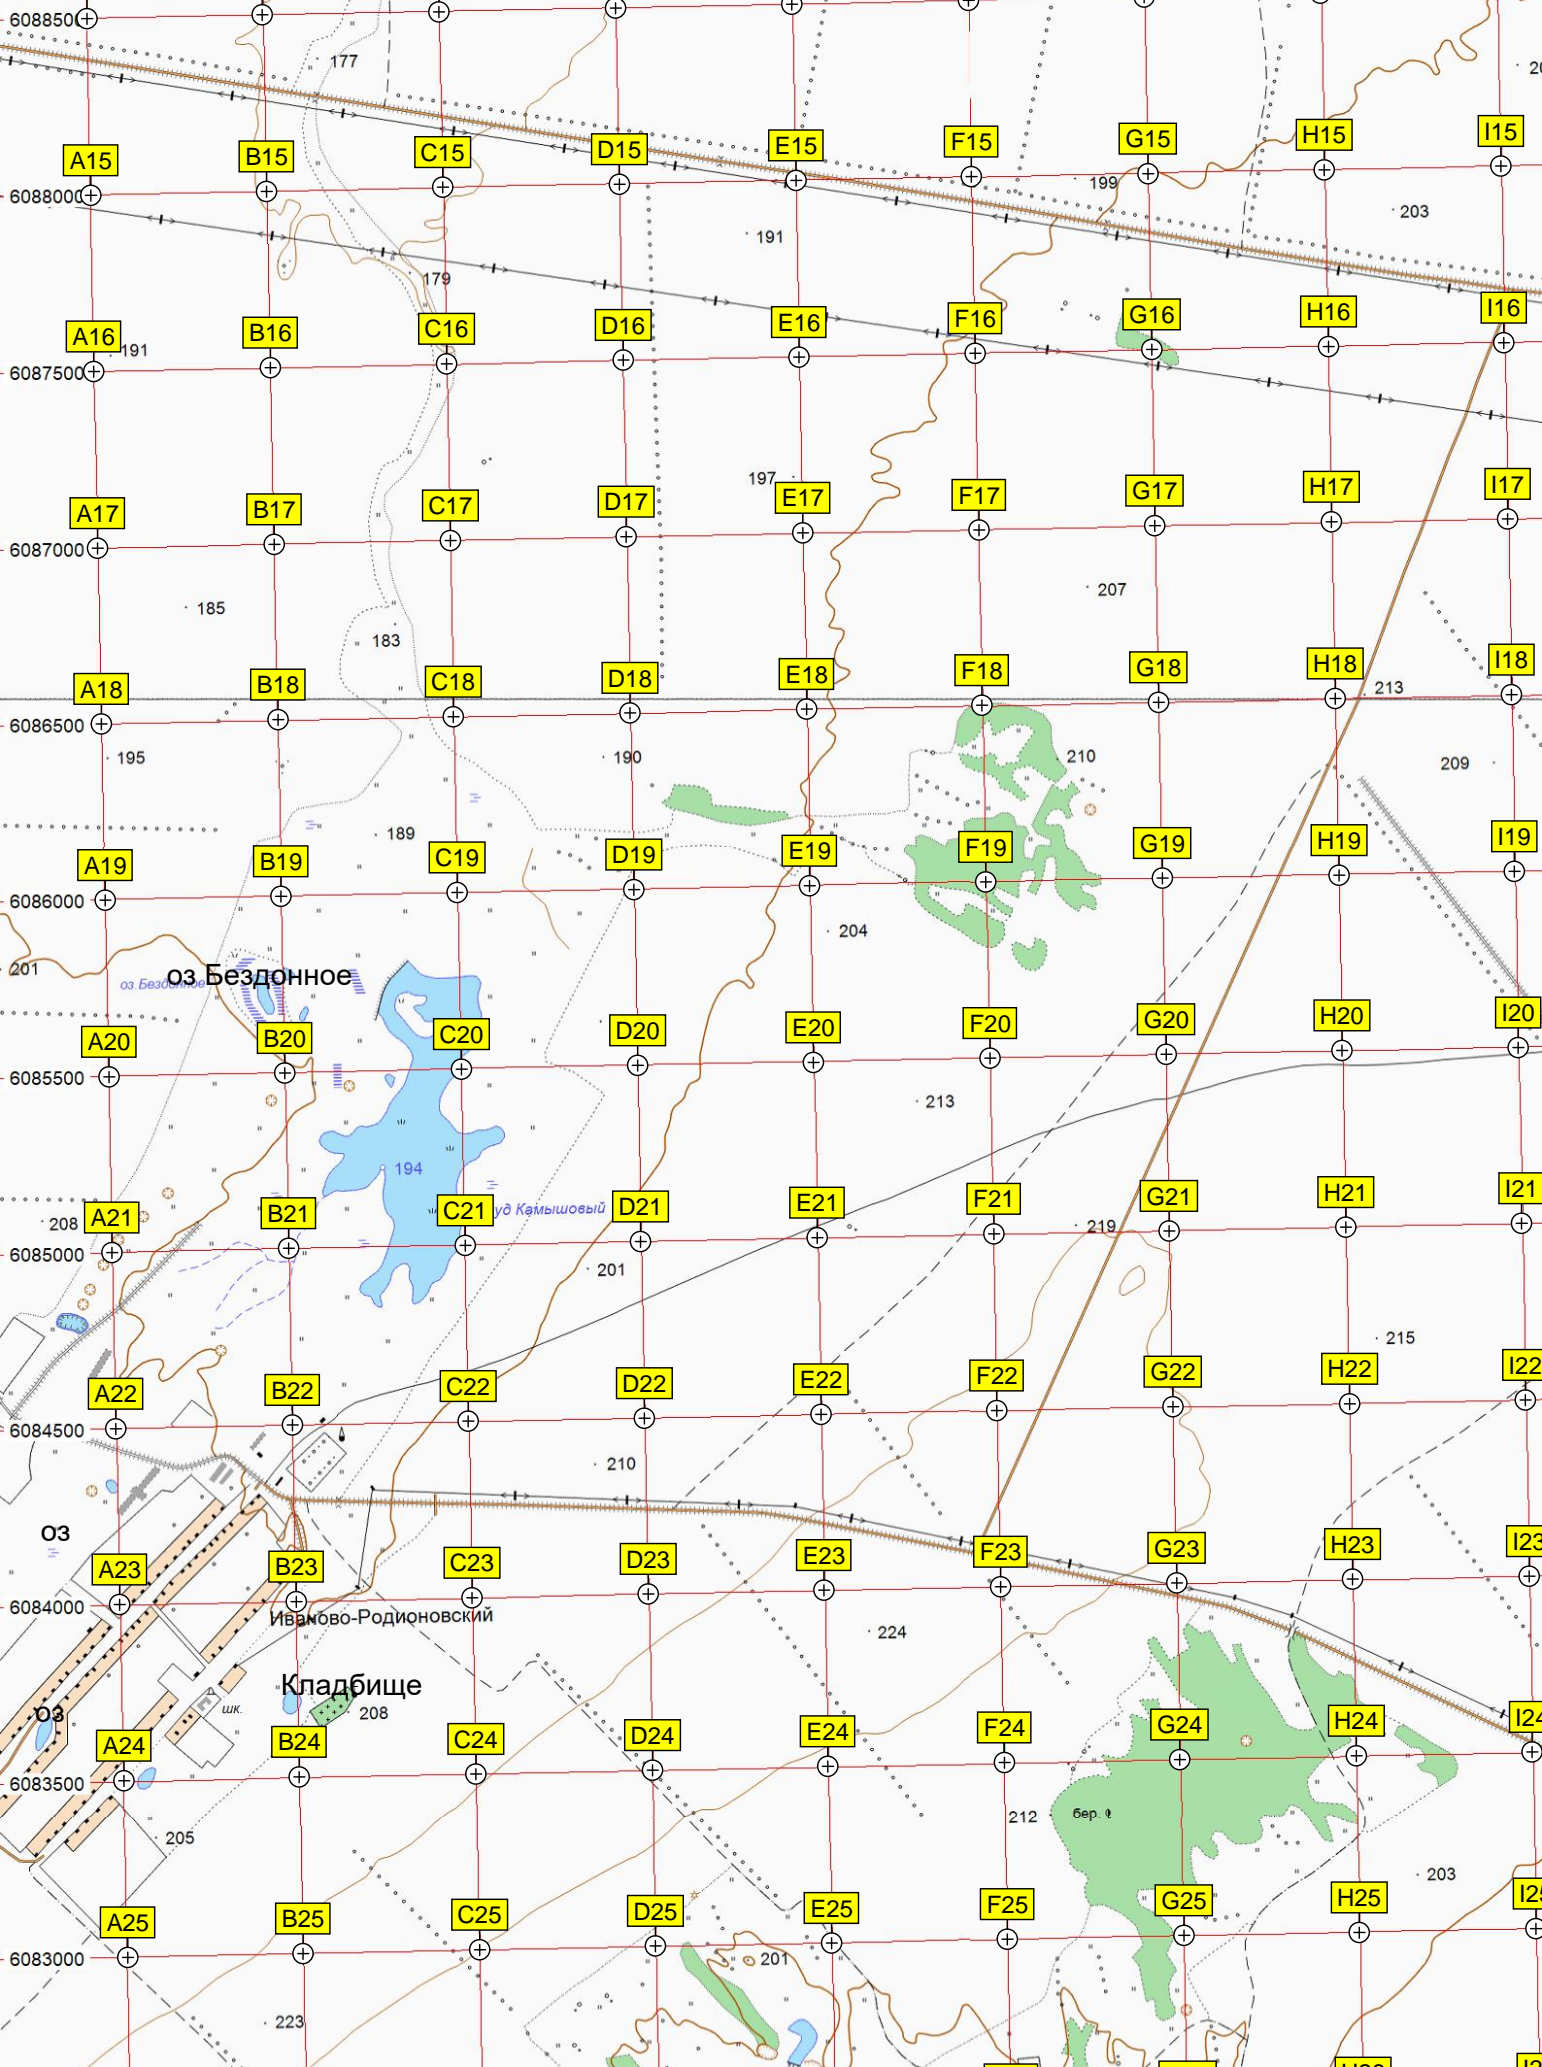 6088500
177
A15 B15 C15 D15 E15 F15 G15 H15 I15
6088000
199
203
191
179
A16 B16 C16 D16 E16 F16 G16 H16 I16
191
6087500
197
A17 B17 C17 D17 E17 F17 G17 H17 I17
6087000
207
185
183
A18 B18 C18 D18 E18 F18 G18 H18 I18
213
6086500
195
190
210
209
189
A19 B19 C19 D19 E19 F19 G19 H19 I19
6086000
204
201
оз.Бездонное
оз Бездонное
A20 B20 C20 D20 E20 F20 G20 H20 I20
6085500
213
194
A21 B21 C21 D21 E21 F21 G21 H21 I21
уд Камышовый
208
219
6085000
201
215
A22 B22 C22 D22 E22 F22 G22 H22 I22
6084500
210
оз
A23 B23 C23 D23 E23 F23 G23 H23 I23
6084000
Иваново-Родионовский
224
Кладбище
шк.
208
оз
A24 B24 C24 D24 E24 F24 G24 H24 I24
6083500
212
бер.
205
203
A25 B25 C25 D25 E25 F25 G25 H25
6083000
201
223